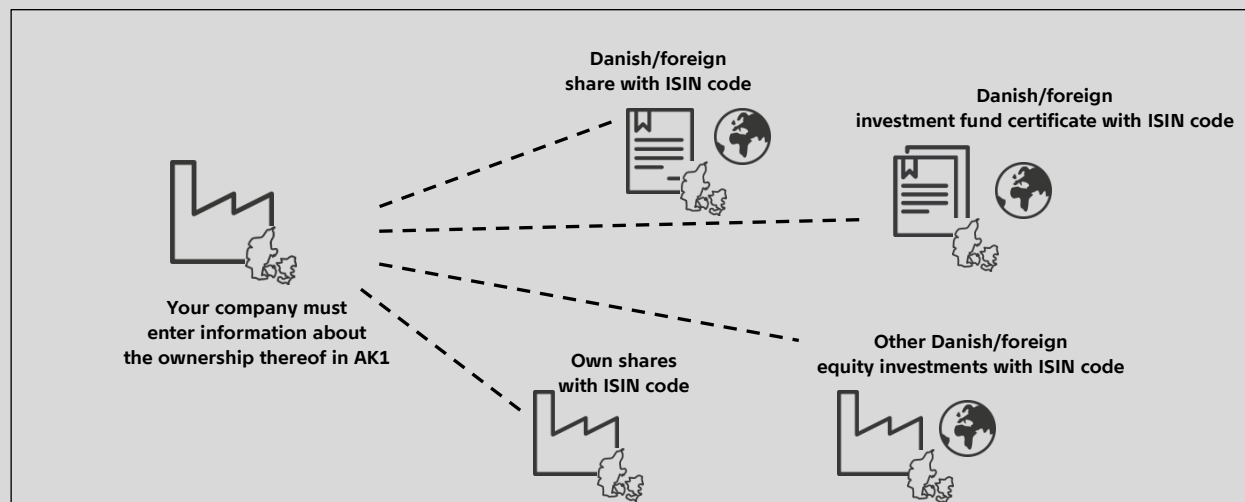 Danish/foreign
share with ISIN code
Danish/foreign
investment fund certificate with ISIN code
Your company must
enter information about
the ownership thereof in AK1
Own shares
with ISIN code
Other Danish/foreign
equity investments with ISIN code